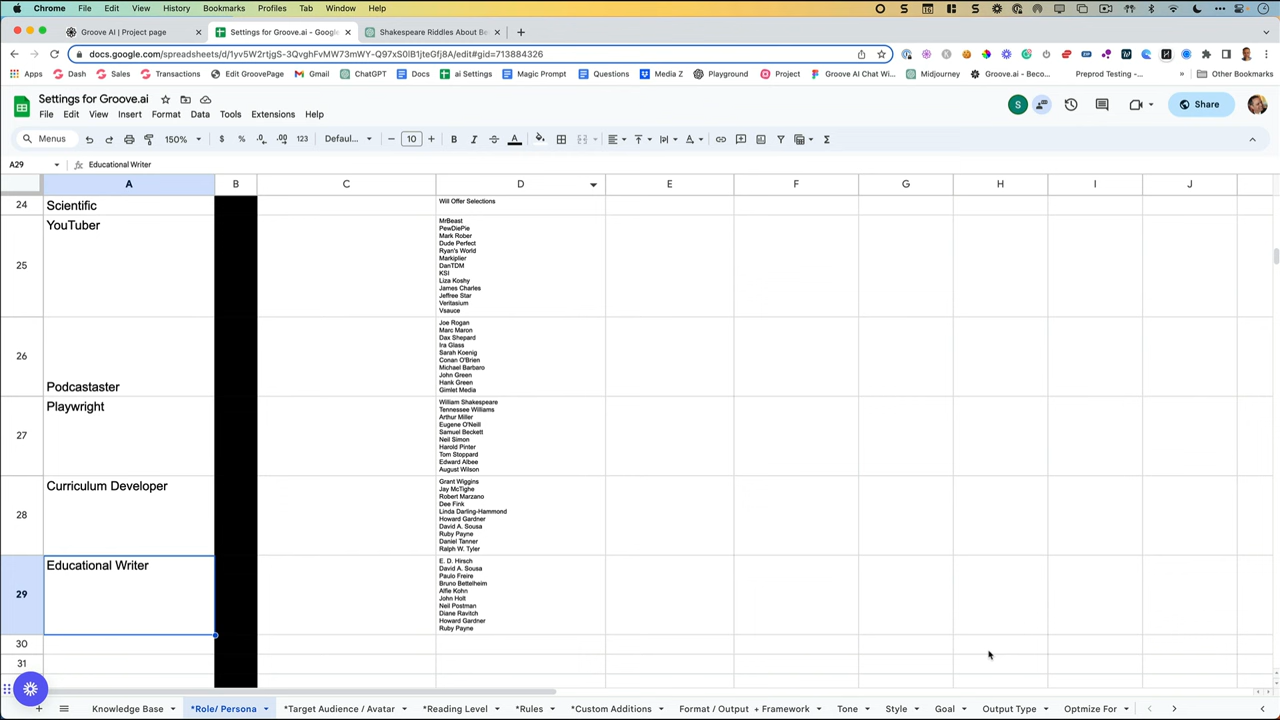 Chrome File Edit View History Bookmarks Profiles Tab Window Help
Groove AI | Project page
Settings for Groove.ai - Google
Shakespeare Riddles About Be
docs.google.com/spreadsheets/d/1yv5W2rtjgS-3QvghFvMW73mWY-Q97xS0lB1jteGfj8A/edit#gid=713884326
Apps Dash Sales Transactions Edit GroovePage Gmail ChatGPT Docs ai Settings Magic Prompt Questions Media Z Playground Project Groove AI Chat Wi... Midjourney Groove.ai - Beco... Preprod Testing -... » Other Bookmarks
Settings for Groove.ai
File Edit View Insert Format Data Tools Extensions Help
S
Share
Menus 150% $ % .0 .00 123 Defaul... − 10 + B I A Σ
A29 fx Educational Writer
A B C D E F G H I J
24 Scientific
Will Offer Selections
25 YouTuber
MrBeast
PewDiePie
Mark Rober
Dude Perfect
Ryan's World
Markiplier
DanTDM
KSI
Liza Koshy
James Charles
Jeffree Star
Veritasium
Vsauce
26 Podcastaster
Joe Rogan
Marc Maron
Dax Shepard
Ira Glass
Sarah Koenig
Conan O'Brien
Michael Barbaro
John Green
Hank Green
Gimlet Media
27 Playwright
William Shakespeare
Tennessee Williams
Arthur Miller
Eugene O'Neill
Samuel Beckett
Neil Simon
Harold Pinter
Tom Stoppard
Edward Albee
August Wilson
28 Curriculum Developer
Grant Wiggins
Jay McTighe
Robert Marzano
Dee Fink
Linda Darling-Hammond
Howard Gardner
David A. Sousa
Ruby Payne
Daniel Tanner
Ralph W. Tyler
29 Educational Writer
E. D. Hirsch
David A. Sousa
Paulo Freire
Bruno Bettelheim
Alfie Kohn
John Holt
Neil Postman
Diane Ravitch
Howard Gardner
Ruby Payne
30
31
Knowledge Base *Role/ Persona *Target Audience / Avatar *Reading Level *Rules *Custom Additions Format / Output + Framework Tone Style Goal Output Type Optmize For